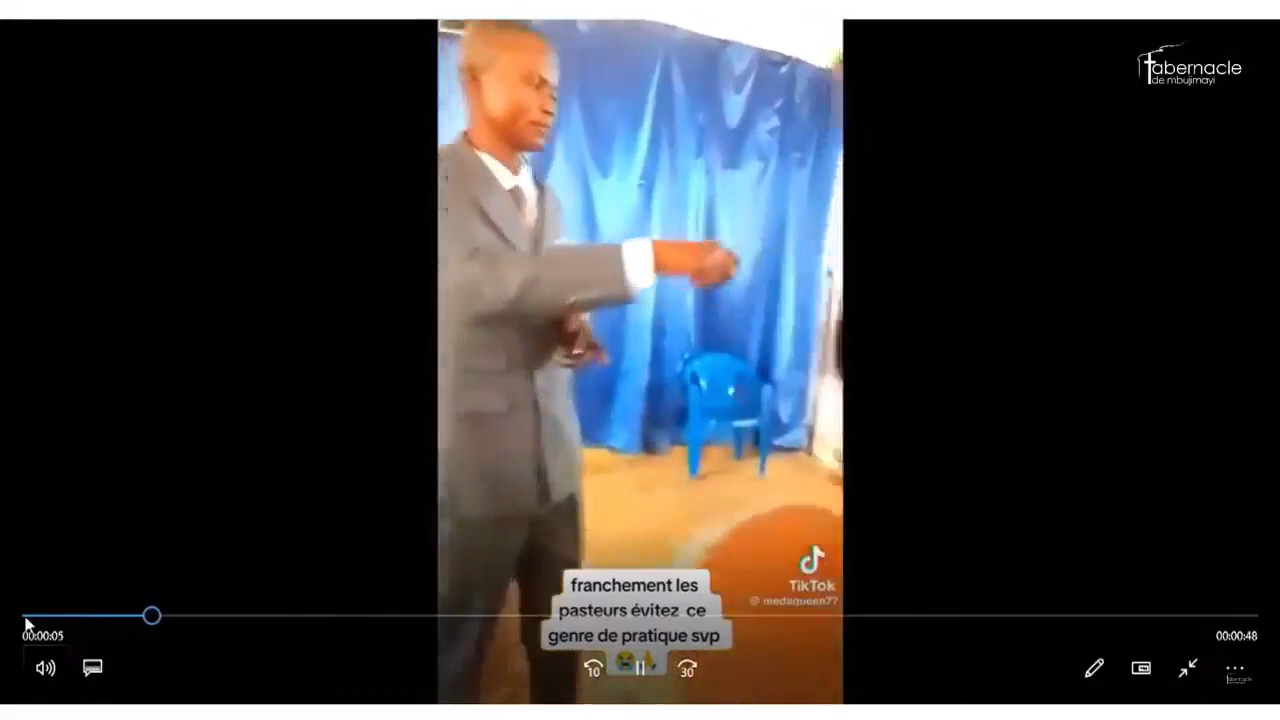 Tabernacle
de mbujimayi
TikTok
@medaqueen77
franchement les
pasteurs évitez ce
genre de pratique svp
😭🙏
00:00:05
00:00:48
10
30
Tabernacle